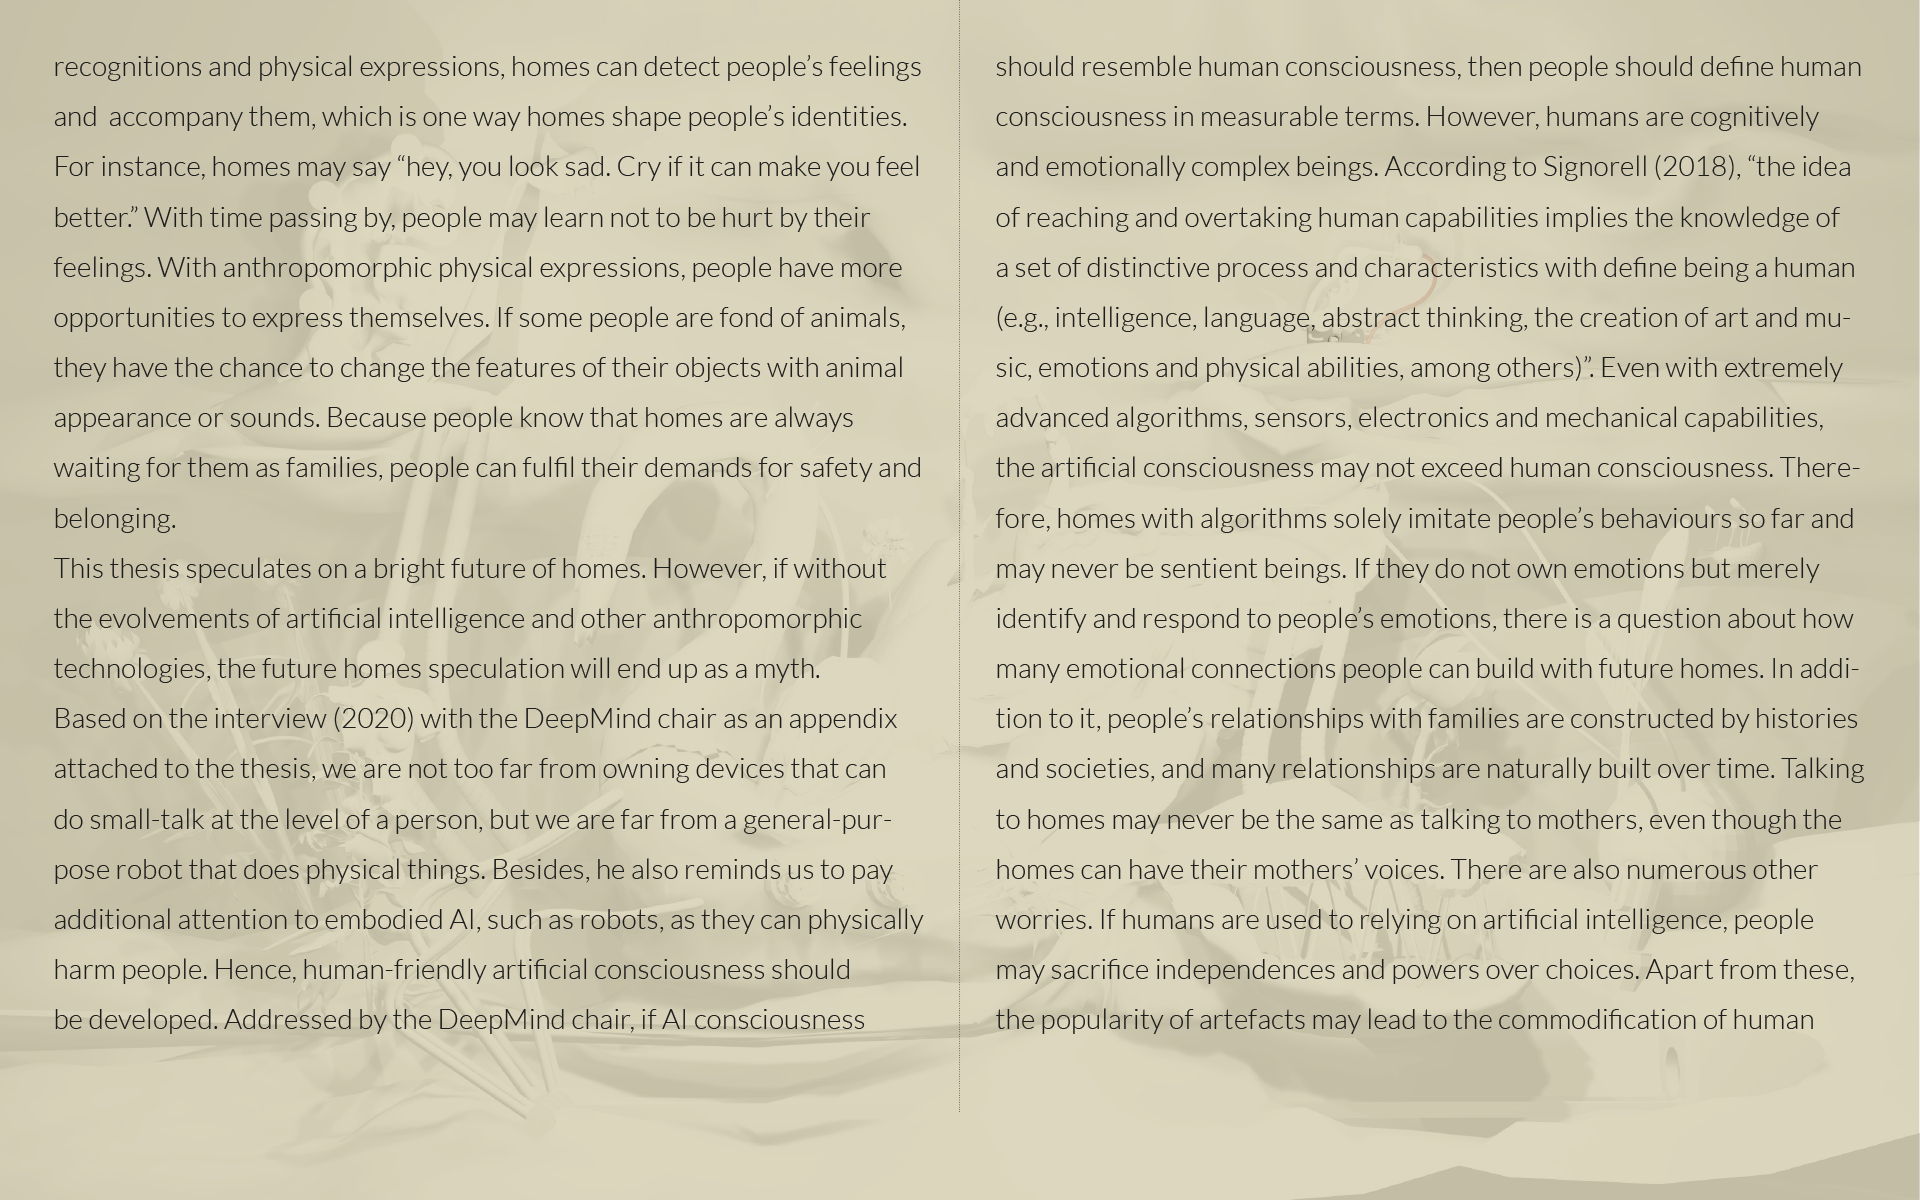 recognitions and physical expressions, homes can detect people’s feelings
and  accompany them, which is one way homes shape people’s identities.
For instance, homes may say “hey, you look sad. Cry if it can make you feel
better.” With time passing by, people may learn not to be hurt by their
feelings. With anthropomorphic physical expressions, people have more
opportunities to express themselves. If some people are fond of animals,
they have the chance to change the features of their objects with animal
appearance or sounds. Because people know that homes are always
waiting for them as families, people can fulfil their demands for safety and
belonging.
This thesis speculates on a bright future of homes. However, if without
the evolvements of artificial intelligence and other anthropomorphic
technologies, the future homes speculation will end up as a myth.
Based on the interview (2020) with the DeepMind chair as an appendix
attached to the thesis, we are not too far from owning devices that can
do small-talk at the level of a person, but we are far from a general-pur-
pose robot that does physical things. Besides, he also reminds us to pay
additional attention to embodied AI, such as robots, as they can physically
harm people. Hence, human-friendly artificial consciousness should
be developed. Addressed by the DeepMind chair, if AI consciousness
should resemble human consciousness, then people should define human
consciousness in measurable terms. However, humans are cognitively
and emotionally complex beings. According to Signorell (2018), “the idea
of reaching and overtaking human capabilities implies the knowledge of
a set of distinctive process and characteristics with define being a human
(e.g., intelligence, language, abstract thinking, the creation of art and mu-
sic, emotions and physical abilities, among others)”. Even with extremely
advanced algorithms, sensors, electronics and mechanical capabilities,
the artificial consciousness may not exceed human consciousness. There-
fore, homes with algorithms solely imitate people’s behaviours so far and
may never be sentient beings. If they do not own emotions but merely
identify and respond to people’s emotions, there is a question about how
many emotional connections people can build with future homes. In addi-
tion to it, people’s relationships with families are constructed by histories
and societies, and many relationships are naturally built over time. Talking
to homes may never be the same as talking to mothers, even though the
homes can have their mothers’ voices. There are also numerous other
worries. If humans are used to relying on artificial intelligence, people
may sacrifice independences and powers over choices. Apart from these,
the popularity of artefacts may lead to the commodification of human